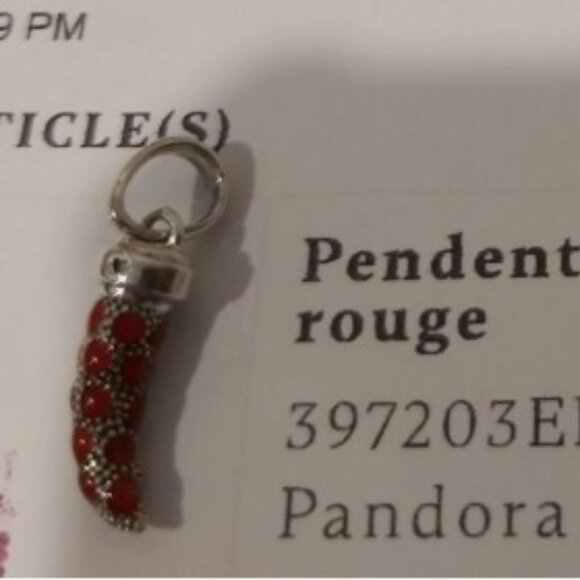 9 PM
TICLE(S)
Pendent
rouge
397203E
Pandora